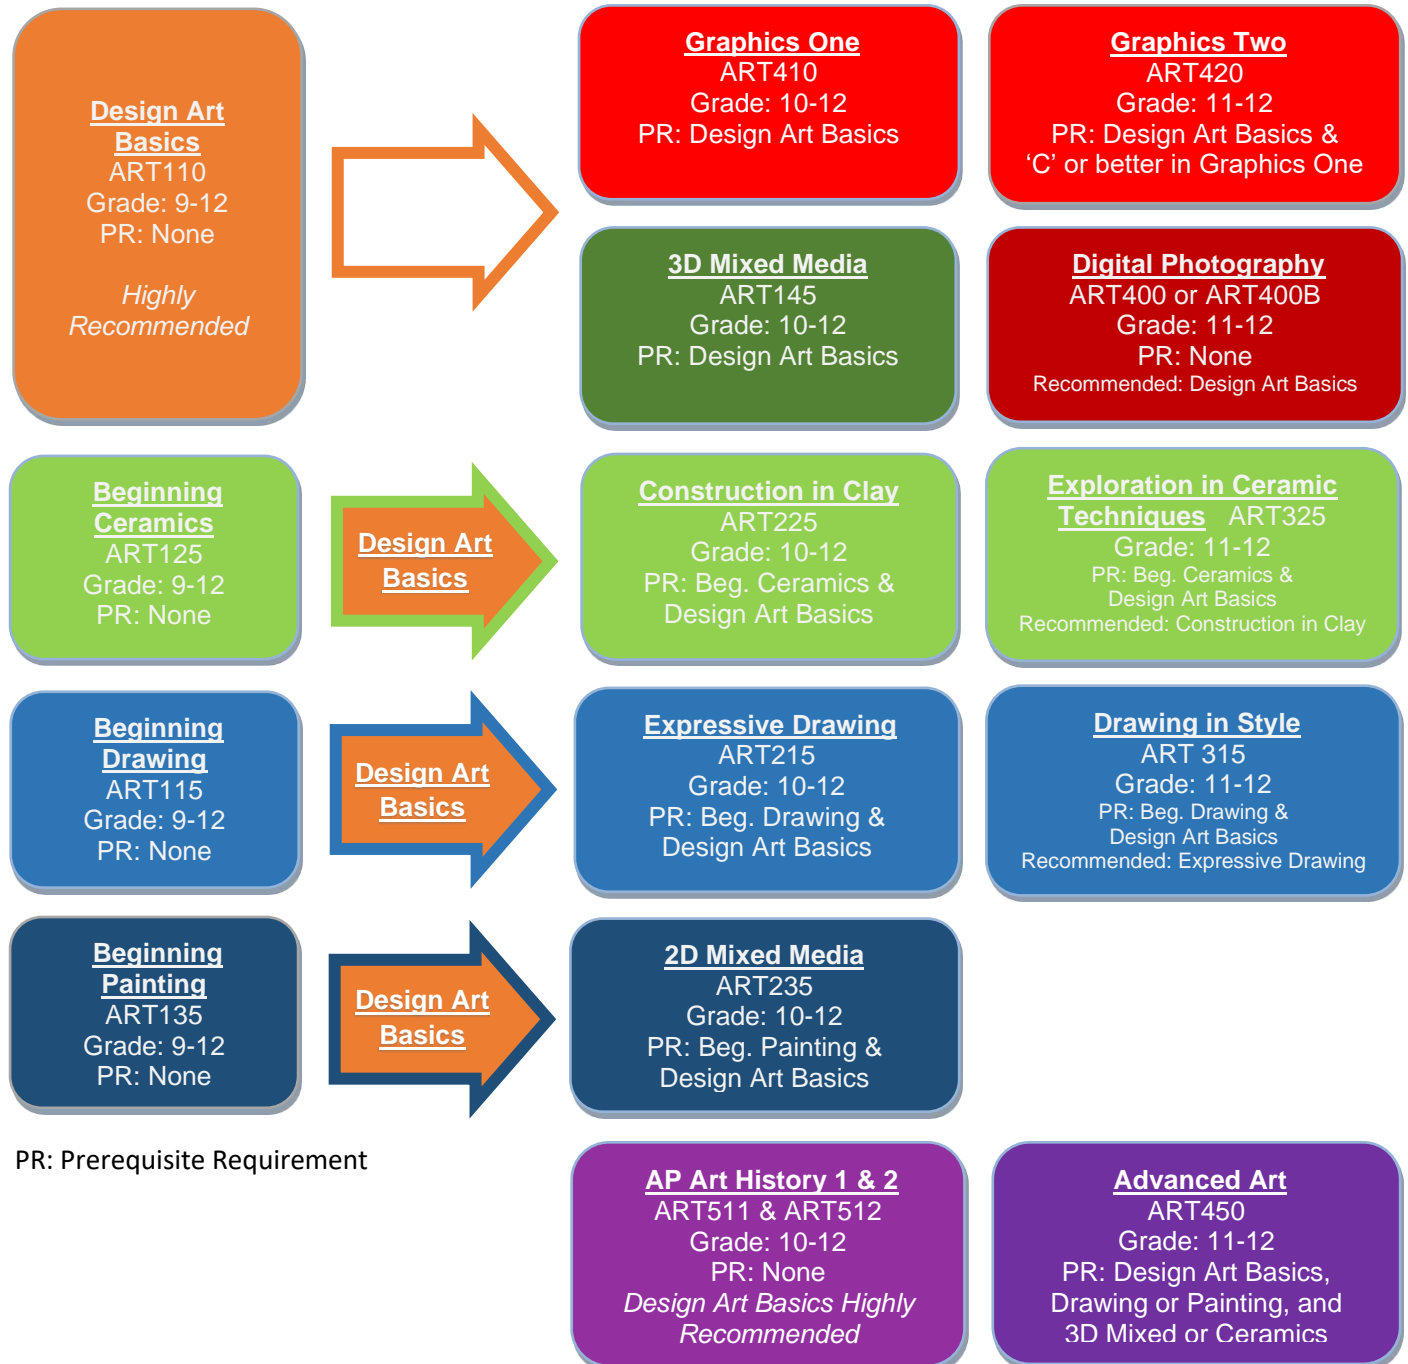 Design Art
Basics
ART110
Grade: 9-12
PR: None
Highly
Recommended
Graphics One
ART410
Grade: 10-12
PR: Design Art Basics
Graphics Two
ART420
Grade: 11-12
PR: Design Art Basics &
‘C’ or better in Graphics One
3D Mixed Media
ART145
Grade: 10-12
PR: Design Art Basics
Digital Photography
ART400 or ART400B
Grade: 11-12
PR: None
Recommended: Design Art Basics
Beginning
Ceramics
ART125
Grade: 9-12
PR: None
Design Art
Basics
Construction in Clay
ART225
Grade: 10-12
PR: Beg. Ceramics &
Design Art Basics
Exploration in Ceramic
Techniques ART325
Grade: 11-12
PR: Beg. Ceramics &
Design Art Basics
Recommended: Construction in Clay
Beginning
Drawing
ART115
Grade: 9-12
PR: None
Design Art
Basics
Expressive Drawing
ART215
Grade: 10-12
PR: Beg. Drawing &
Design Art Basics
Drawing in Style
ART 315
Grade: 11-12
PR: Beg. Drawing &
Design Art Basics
Recommended: Expressive Drawing
Beginning
Painting
ART135
Grade: 9-12
PR: None
Design Art
Basics
2D Mixed Media
ART235
Grade: 10-12
PR: Beg. Painting &
Design Art Basics
PR: Prerequisite Requirement
AP Art History 1 & 2
ART511 & ART512
Grade: 10-12
PR: None
Design Art Basics Highly
Recommended
Advanced Art
ART450
Grade: 11-12
PR: Design Art Basics,
Drawing or Painting, and
3D Mixed or Ceramics